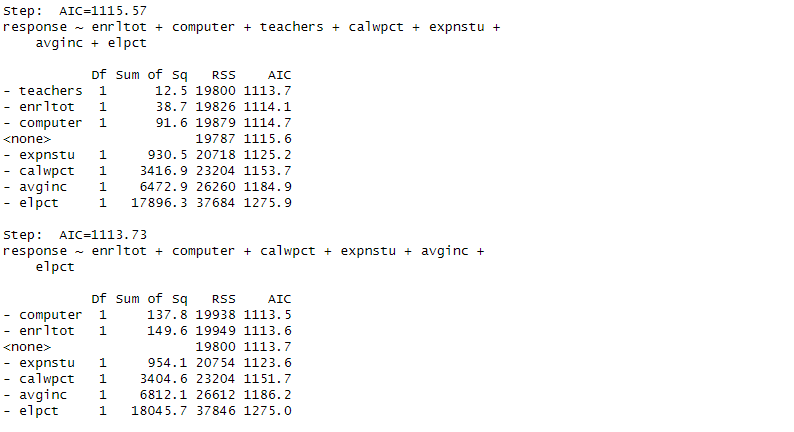 Step:  AIC=1115.57
response ~ enrltot + computer + teachers + calwpct + expnstu +
    avginc + elpct
           Df Sum of Sq   RSS    AIC
- teachers  1      12.5 19800 1113.7
- enrltot   1      38.7 19826 1114.1
- computer  1      91.6 19879 1114.7
<none>                  19787 1115.6
- expnstu   1     930.5 20718 1125.2
- calwpct   1    3416.9 23204 1153.7
- avginc    1    6472.9 26260 1184.9
- elpct     1   17896.3 37684 1275.9
Step:  AIC=1113.73
response ~ enrltot + computer + calwpct + expnstu + avginc +
    elpct
           Df Sum of Sq   RSS    AIC
- computer  1     137.8 19938 1113.5
- enrltot   1     149.6 19949 1113.6
<none>                  19800 1113.7
- expnstu   1     954.1 20754 1123.6
- calwpct   1    3404.6 23204 1151.7
- avginc    1    6812.1 26612 1186.2
- elpct     1   18045.7 37846 1275.0